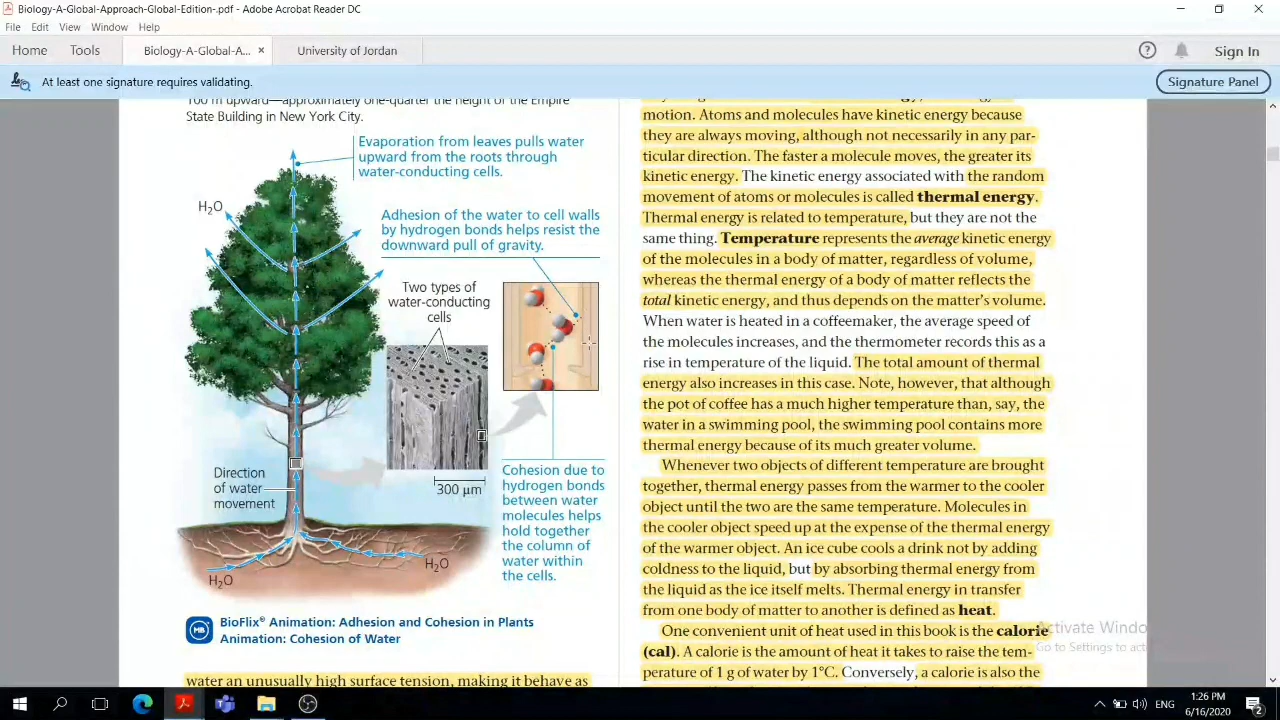 Biology-A-Global-Approach-Global-Edition-.pdf - Adobe Acrobat Reader DC
File Edit View Window Help
Home Tools Biology-A-Global-A... × University of Jordan ? Sign In
At least one signature requires validating. Signature Panel
100 m upward—approximately one-quarter the height of the Empire
State Building in New York City.
Evaporation from leaves pulls water
upward from the roots through
water-conducting cells.
H2O
Adhesion of the water to cell walls
by hydrogen bonds helps resist the
downward pull of gravity.
Two types of
water-conducting
cells
300 µm
Direction
of water
movement
H2O
H2O
Cohesion due to
hydrogen bonds
between water
molecules helps
hold together
the column of
water within
the cells.
MB
BioFlix® Animation: Adhesion and Cohesion in Plants
Animation: Cohesion of Water
water an unusually high surface tension, making it behave as
motion. Atoms and molecules have kinetic energy because
they are always moving, although not necessarily in any par-
ticular direction. The faster a molecule moves, the greater its
kinetic energy. The kinetic energy associated with the random
movement of atoms or molecules is called thermal energy.
Thermal energy is related to temperature, but they are not the
same thing. Temperature represents the average kinetic energy
of the molecules in a body of matter, regardless of volume,
whereas the thermal energy of a body of matter reflects the
total kinetic energy, and thus depends on the matter's volume.
When water is heated in a coffeemaker, the average speed of
the molecules increases, and the thermometer records this as a
rise in temperature of the liquid. The total amount of thermal
energy also increases in this case. Note, however, that although
the pot of coffee has a much higher temperature than, say, the
water in a swimming pool, the swimming pool contains more
thermal energy because of its much greater volume.
Whenever two objects of different temperature are brought
together, thermal energy passes from the warmer to the cooler
object until the two are the same temperature. Molecules in
the cooler object speed up at the expense of the thermal energy
of the warmer object. An ice cube cools a drink not by adding
coldness to the liquid, but by absorbing thermal energy from
the liquid as the ice itself melts. Thermal energy in transfer
from one body of matter to another is defined as heat.
One convenient unit of heat used in this book is the calorie
(cal). A calorie is the amount of heat it takes to raise the tem-
perature of 1 g of water by 1°C. Conversely, a calorie is also the
Activate Windo
Go to Settings to acti
ENG
1:26 PM
6/16/2020
2